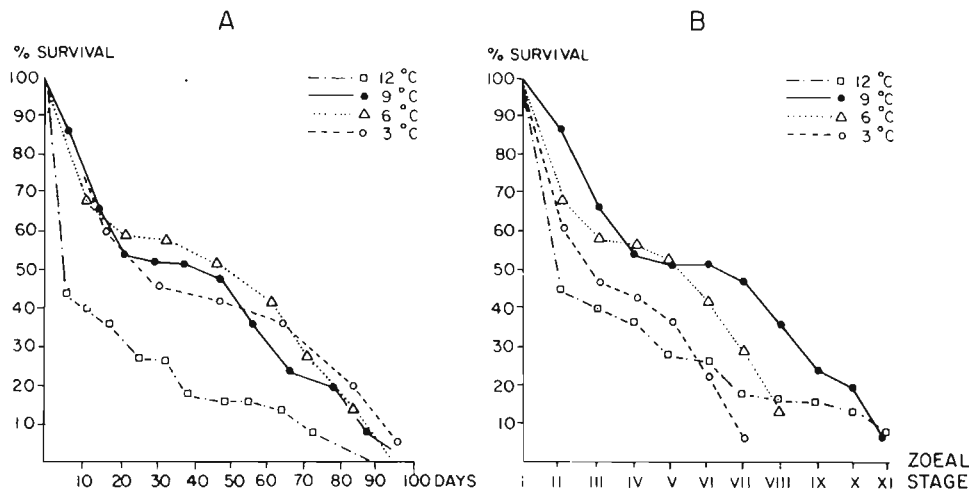 A
% SURVIVAL
100
90
80
70
60
50
40
30
20
10
10 20 30 40 50 60 70 80 90 100 DAYS
12 °C
9 °C
6 °C
3 °C
B
% SURVIVAL
100
90
80
70
60
50
40
30
20
10
I II III IV V VI VII VIII IX X XI
ZOEAL
STAGE
12 °C
9 °C
6 °C
3 °C